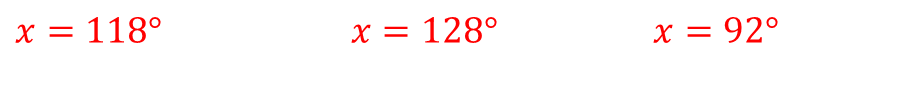 x = 118° x = 128° x = 92°